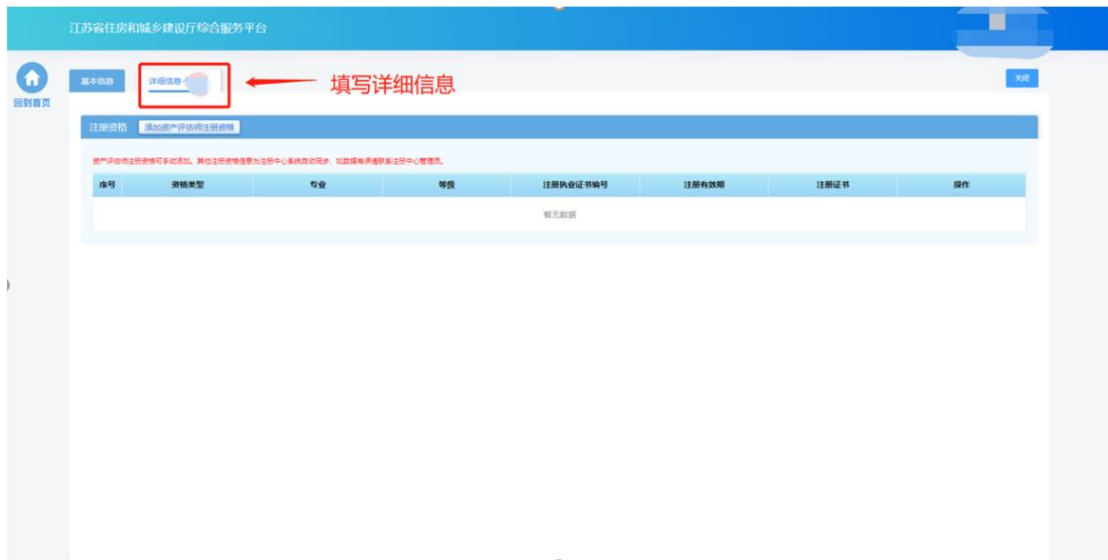 江苏省住房和城乡建设厅综合服务平台
回到首页
基本信息
详细信息
填写详细信息
关闭
注册资格
添加资产评估师注册资格
资产评估师注册资格可手动添加。其他注册资格信息为注册中心系统自动同步,如数据有误请联系注册中心管理员。
序号 资格类型 专业 等级 注册执业证书编号 注册有效期 注册证书 操作
暂无数据